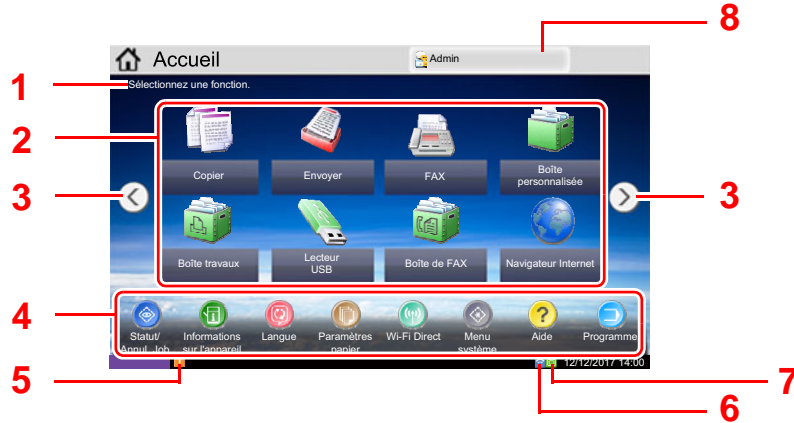 8
Accueil
Admin
1
Sélectionnez une fonction.
2
Copier
Envoyer
FAX
Boîte
personnalisée
3
3
Boîte travaux
Lecteur
USB
Boîte de FAX
Navigateur Internet
4
?
Statut/
Annul. Job
Informations
sur l'appareil
Langue
Paramètres
papier
Wi-Fi Direct
Menu
système
Aide
Programme
5
12/12/2017 14:00
7
6